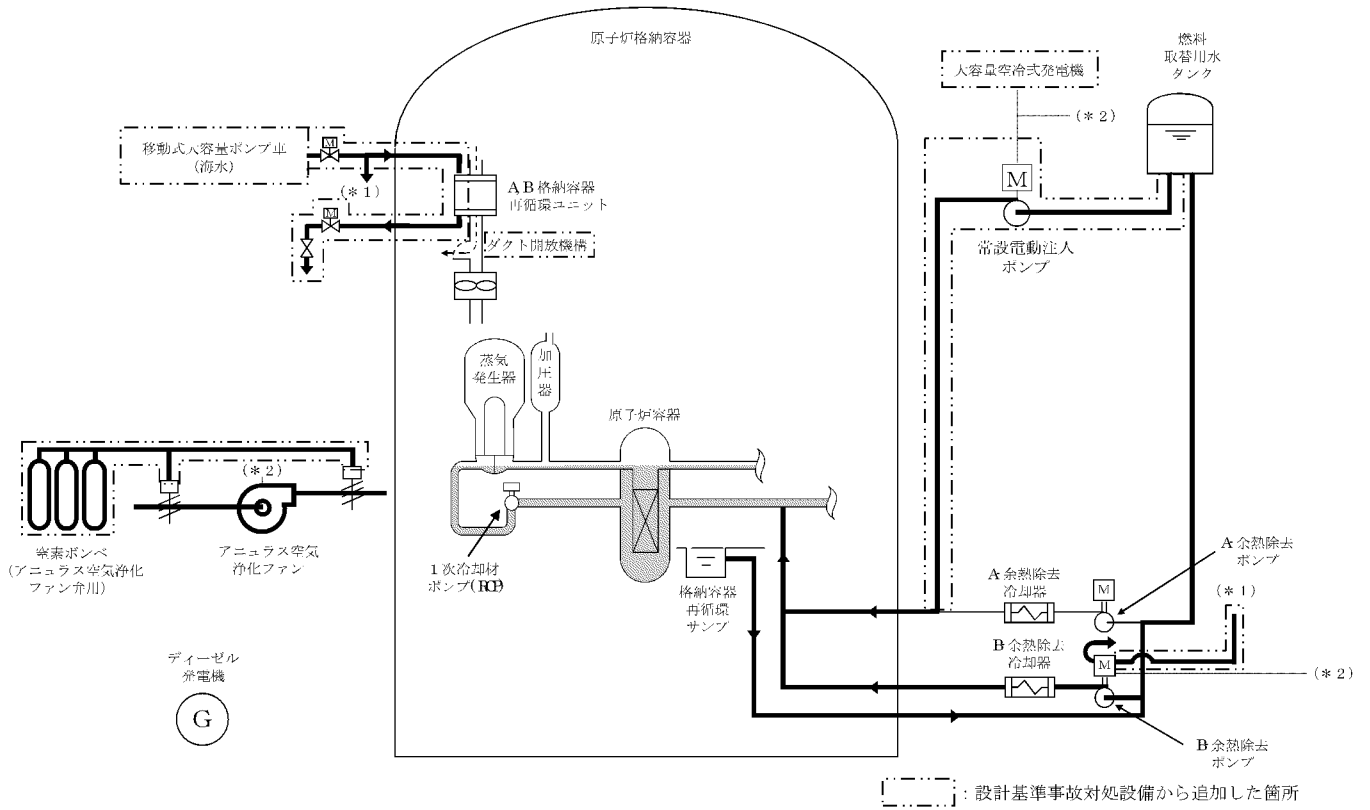 原子炉格納容器
大容量空冷式発電機
燃料
取替用水
タンク
(*2)
移動式大容量ポンプ車
(海水)
M
(*1)
M
A,B格納容器
再循環ユニット
ダクト開放機構
M
常設電動注入
ポンプ
蒸気
発生器
加
圧
器
原子炉容器
(*2)
窒素ボンベ
(アニュラス空気浄化
ファン弁用)
アニュラス空気
浄化ファン
1次冷却材
ポンプ(RCP)
格納容器
再循環
サンプ
A余熱除去
冷却器
M
A余熱除去
ポンプ
(*1)
B余熱除去
冷却器
M
(*2)
B余熱除去
ポンプ
ディーゼル
発電機
G
:設計基準事故対処設備から追加した箇所